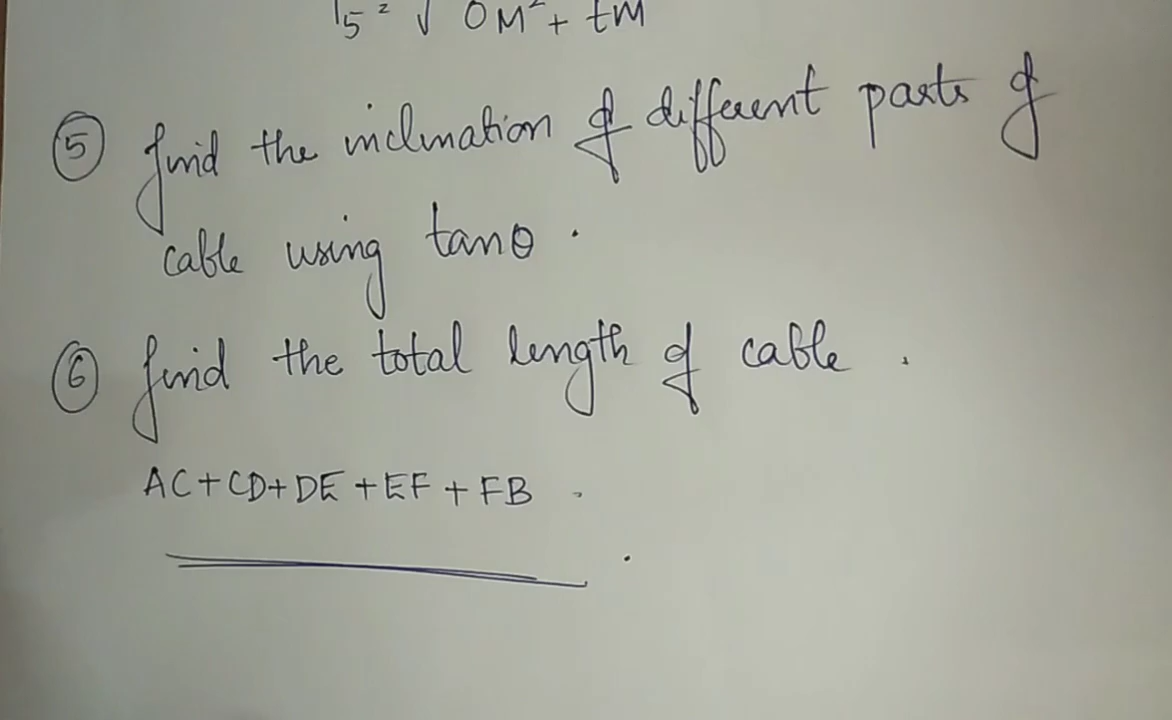 T5 = √ OM² + tM
⑤ find the inclination of different parts of
cable using tanθ .
⑥ find the total length of cable .
AC+CD+DE+EF+FB .